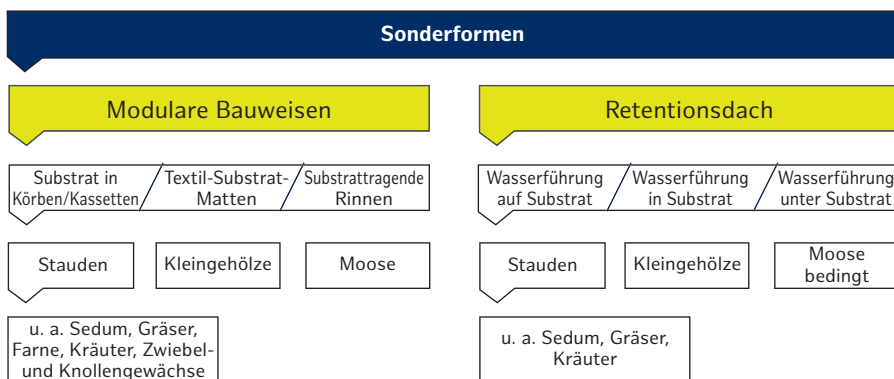 Sonderformen
Modulare Bauweisen
Substrat in
Körben/Kassetten
Textil-Substrat-
Matten
Substrattragende
Rinnen
Stauden
Kleingehölze
Moose
u. a. Sedum, Gräser,
Farne, Kräuter, Zwiebel-
und Knollengewächse
Retentionsdach
Wasserführung
auf Substrat
Wasserführung
in Substrat
Wasserführung
unter Substrat
Stauden
Kleingehölze
Moose
bedingt
u. a. Sedum, Gräser,
Kräuter